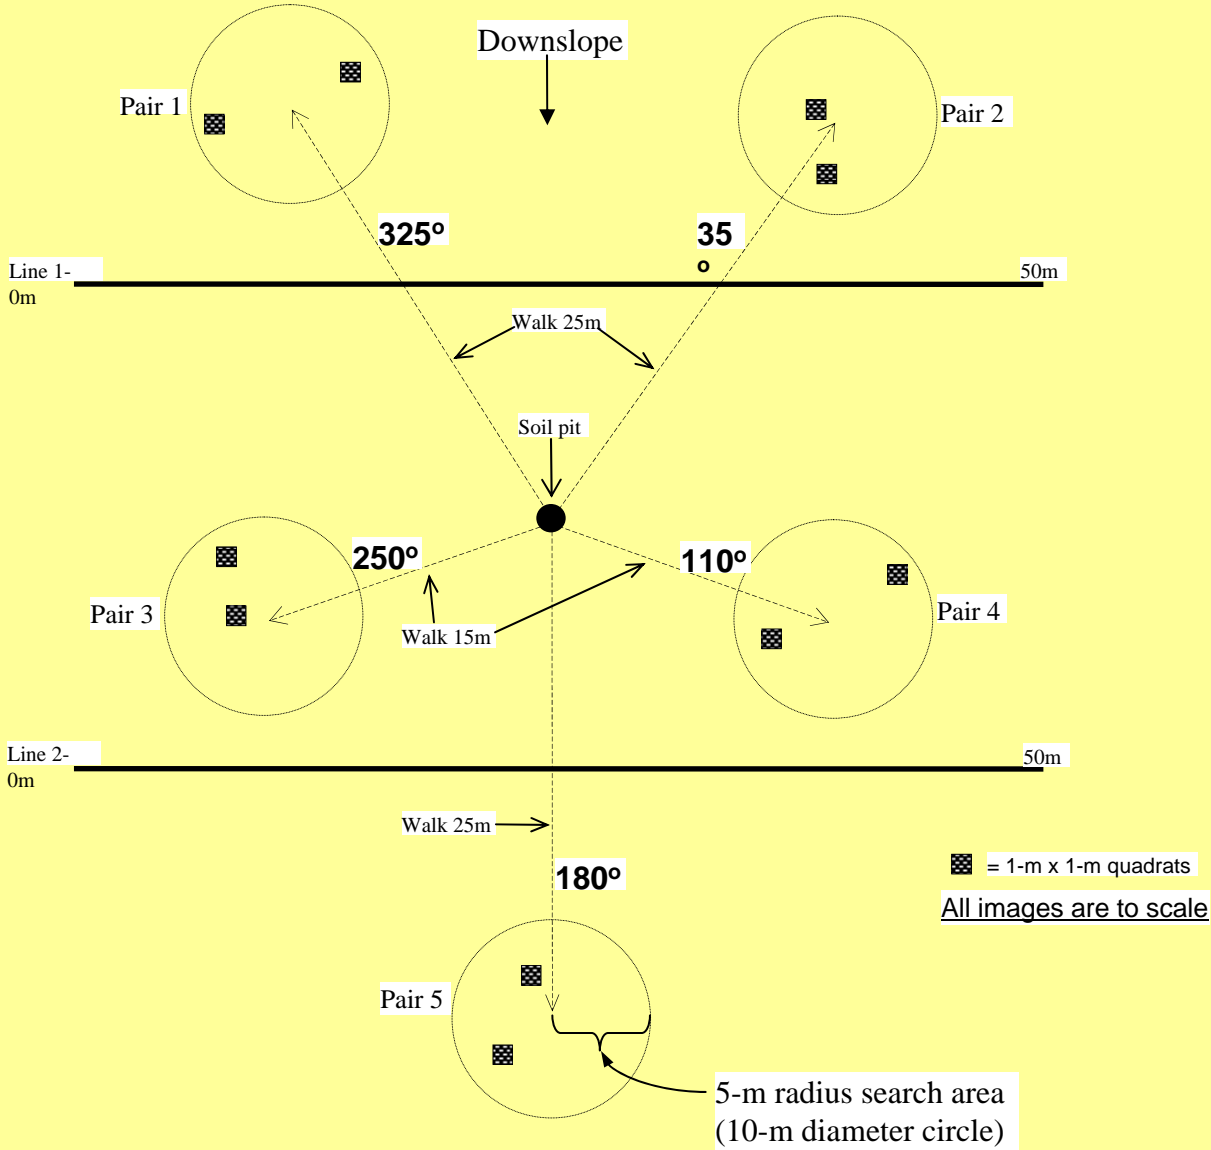 Downslope
Pair 1
Pair 2
325º
35
º
Line 1-
0m
50m
Walk 25m
Soil pit
250º
110º
Pair 3
Pair 4
Walk 15m
Line 2-
0m
50m
Walk 25m
180º
= 1-m x 1-m quadrats
All images are to scale
Pair 5
5-m radius search area
(10-m diameter circle)